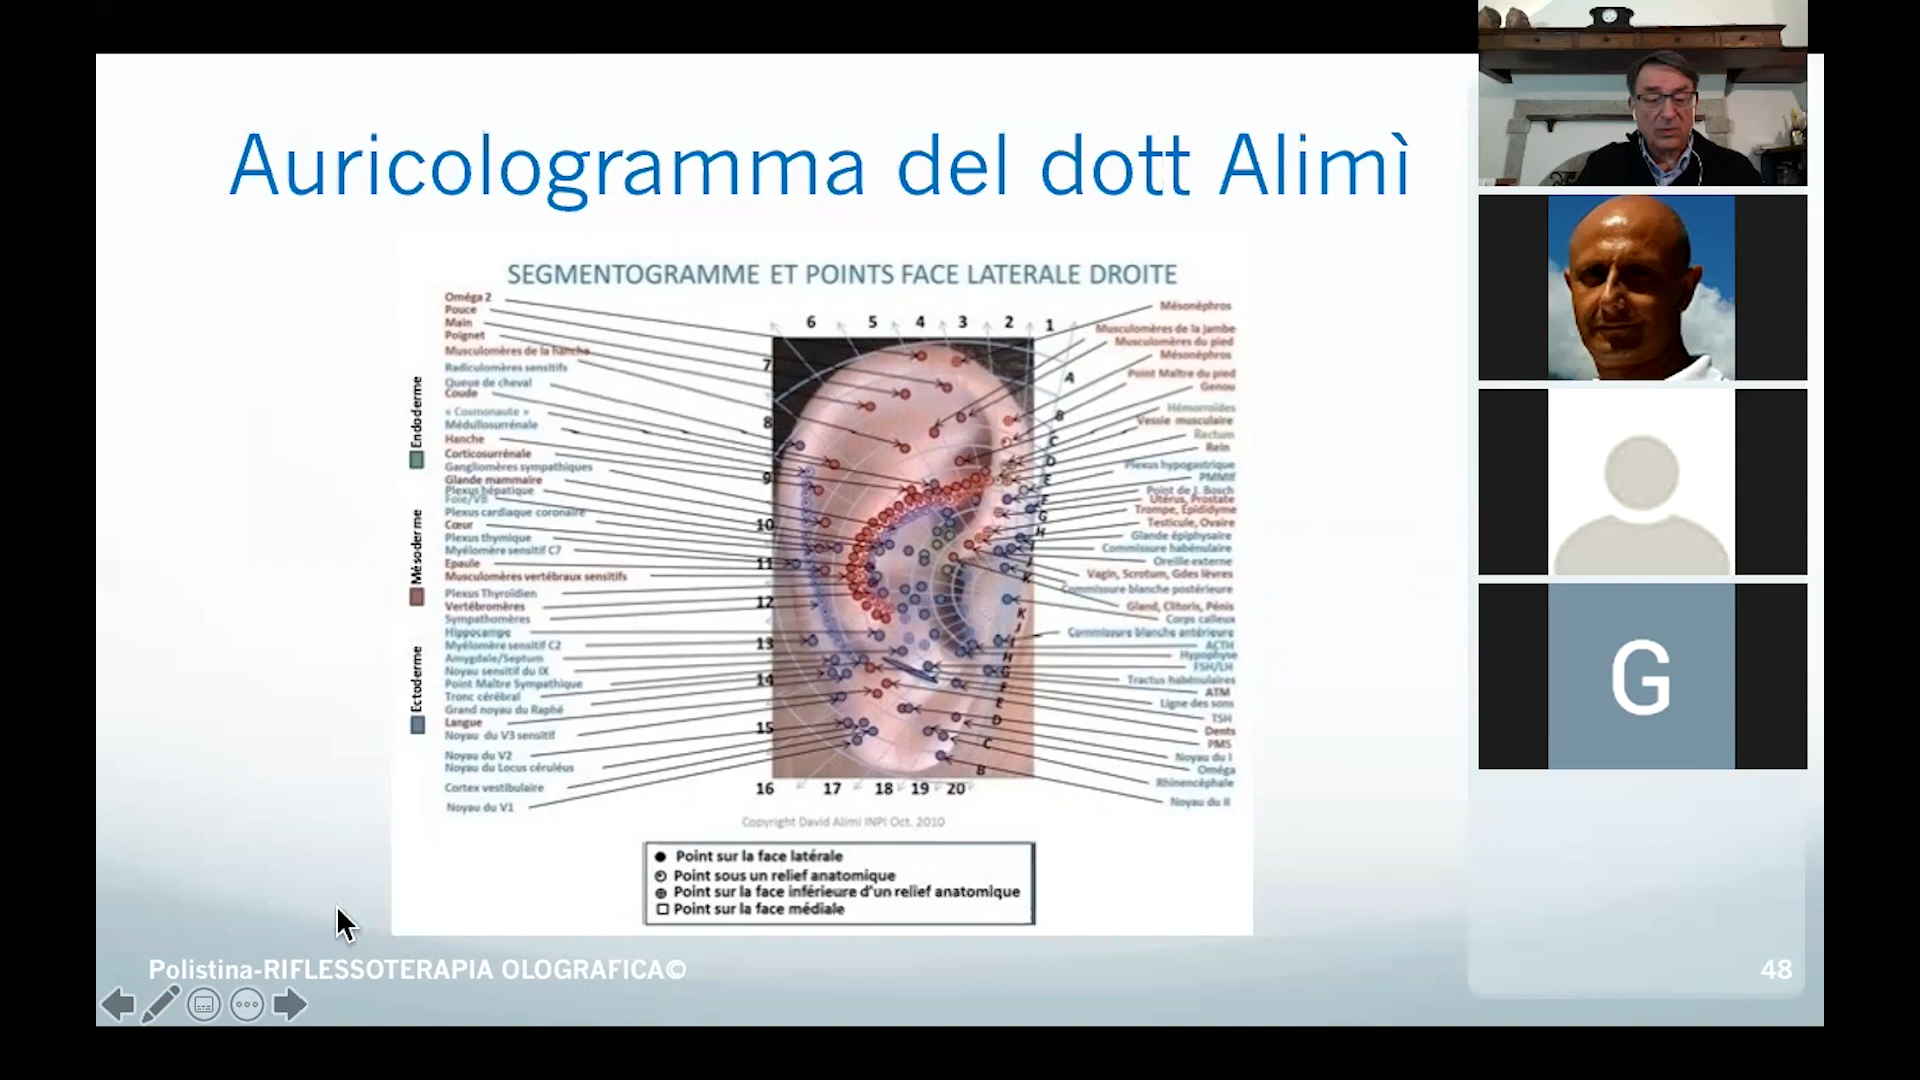 Auricologramma del dott Alimì
SEGMENTOGRAMME ET POINTS FACE LATERALE DROITE
Oméga 2
Pouce
Main
Poignet
Musculomères de la hanche
Radiculomères sensitifs
Queue de cheval
Coude
« Cosmonaute »
Médullosurrénale
Hanche
Corticosurrénale
Gangliomères sympathiques
Glande mammaire
Plexus hépatique
Foie/VB
Plexus cardiaque coronaire
Cœur
Plexus thymique
Myélomère sensitif C7
Epaule
Musculomères vertébraux sensitifs
Plexus Thyroïdien
Vertébromères
Sympathomères
Hippocampe
Myélomère sensitif C2
Amygdale/Septum
Noyau sensitif du IX
Point Maître Sympathique
Tronc cérébral
Grand noyau du Raphé
Langue
Noyau du V3 sensitif
Noyau du V2
Noyau du Locus céruléus
Cortex vestibulaire
Noyau du V1
Endoderme
Mésoderme
Ectoderme
6 5 4 3 2 1
7
8
9
10
11
12
13
14
15
16 17 18 19 20
A
B
C
D
E
F
G
H
K
K
J
I
H
G
F
E
D
C
B
Mésonéphros
Musculomères de la jambe
Musculomères du pied
Mésonéphros
Point Maître du pied
Genou
Hémorroïdes
Vessie musculaire
Rectum
Rein
Plexus hypogastrique
PMMF
Point de J. Bosch
Utérus, Prostate
Trompe, Epididyme
Testicule, Ovaire
Glande épiphysaire
Commissure habénulaire
Oreille externe
Vagin, Scrotum, Gdes lèvres
Commissure blanche postérieure
Gland, Clitoris, Pénis
Corps calleux
Commissure blanche antérieure
ACTH
Hypophyse
FSH/LH
Tractus habénulaires
ATM
Ligne des sons
TSH
Dents
PMS
Noyau du I
Oméga
Rhinencéphale
Noyau du II
Copyright David Alimi INPI Oct. 2010
Point sur la face latérale
Point sous un relief anatomique
Point sur la face inférieure d'un relief anatomique
Point sur la face médiale
Polistina-RIFLESSOTERAPIA OLOGRAFICA©
48
G